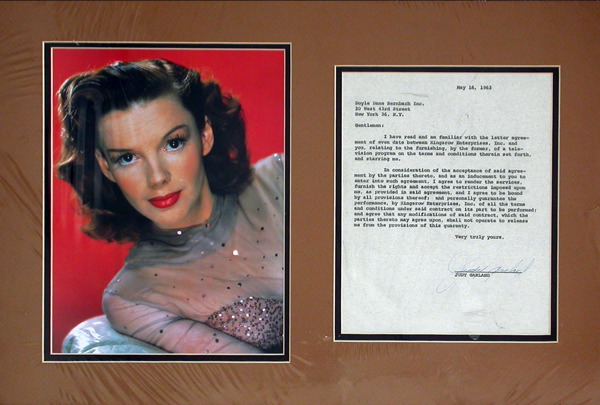 May 16, 1963
Doyle Dane Bernbach Inc.
20 West 43rd Street
New York 36, N.Y.
Gentlemen:
I have read and am familiar with the letter agree-
ment of even date between Kingsrow Enterprises, Inc. and
you, relating to the furnishing, by the former, of a tele-
vision program on the terms and conditions therein set forth,
and starring me.
In consideration of the acceptance of said agree-
ment by the parties thereto, and as an inducement to you to
enter into such agreement, I agree to render the services,
furnish the rights and accept the restrictions imposed upon
me, as provided in said agreement, and I agree to be bound
by all provisions thereof; and personally guarantee the
performance, by Kingsrow Enterprises, Inc. of all the terms
and conditions under said contract on its part to be performed;
and agree that any modifications of said contract, which the
parties thereto may agree upon, shall not operate to release
me from the provisions of this guaranty.
Very truly yours,
Judy Garland
JUDY GARLAND